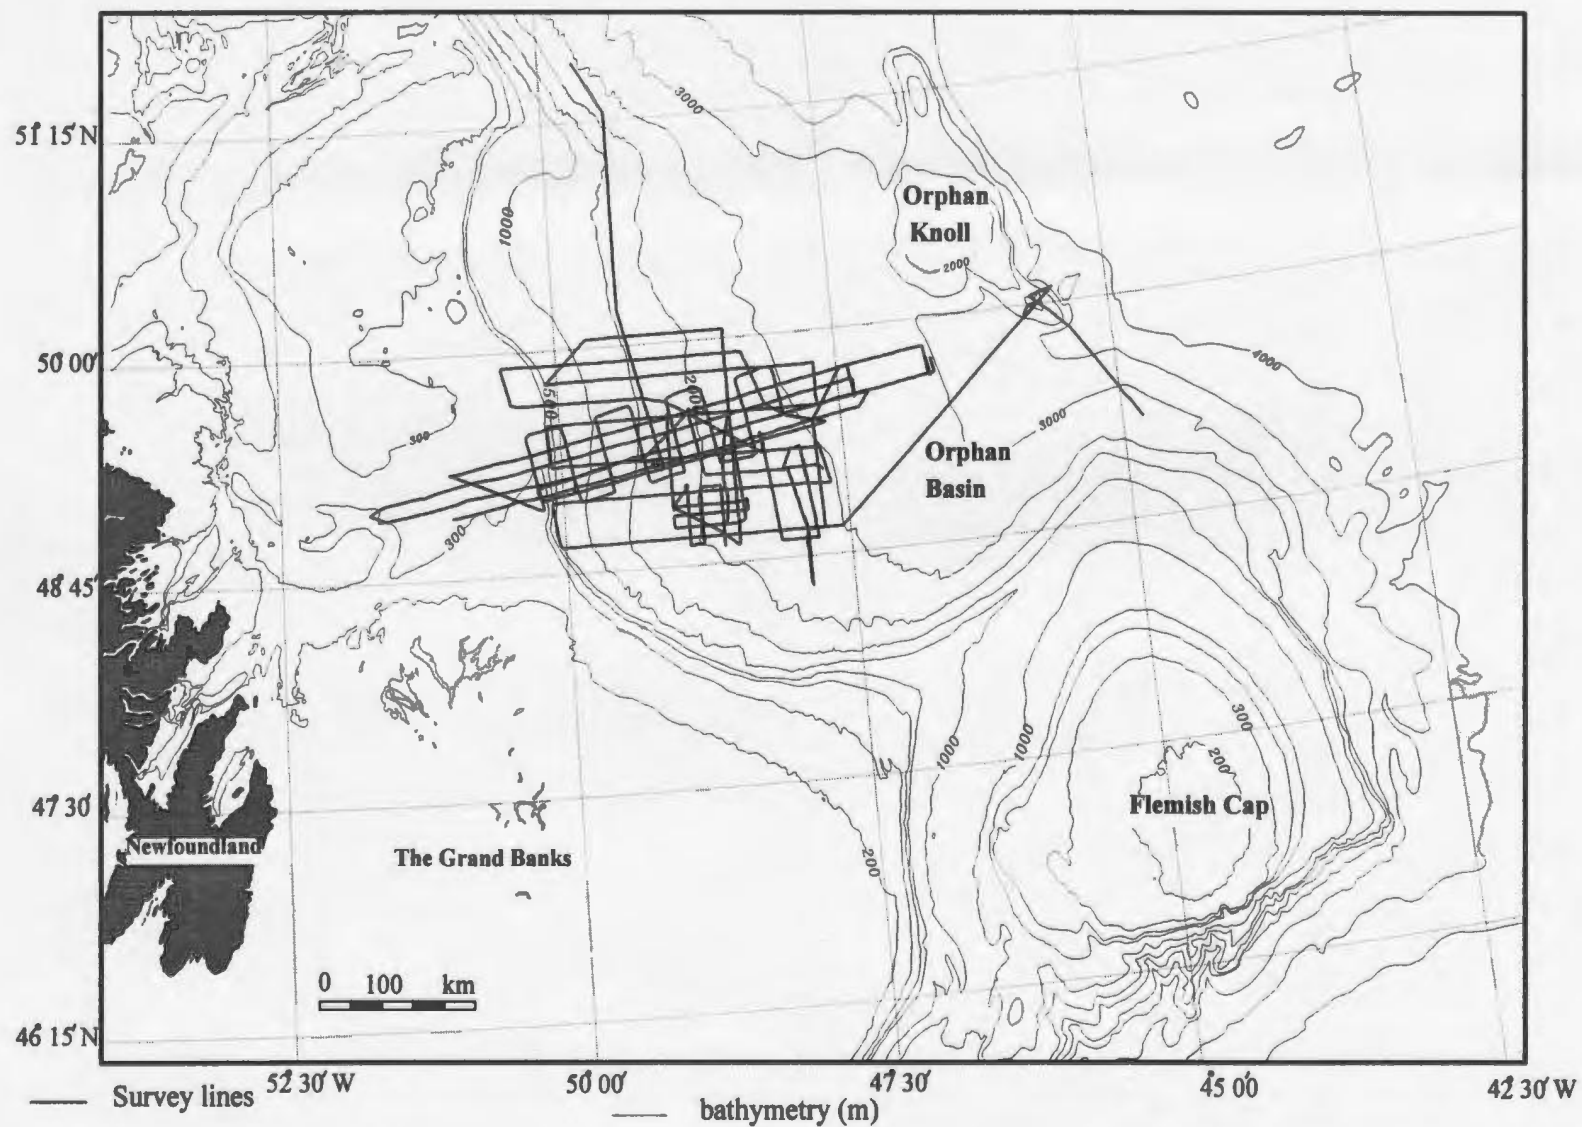 3000
51° 15' N
Orphan
Knoll
1000
2000
50 00'
4000
500
200
300
3000
Orphan
Basin
300
48° 45'
300
1000
1000
200
47 30'
Flemish Cap
Newfoundland
The Grand Banks
200
0 100 km
46 15' N
52° 30' W
50 00'
47 30'
45 00'
42 30' W
Survey lines
bathymetry (m)